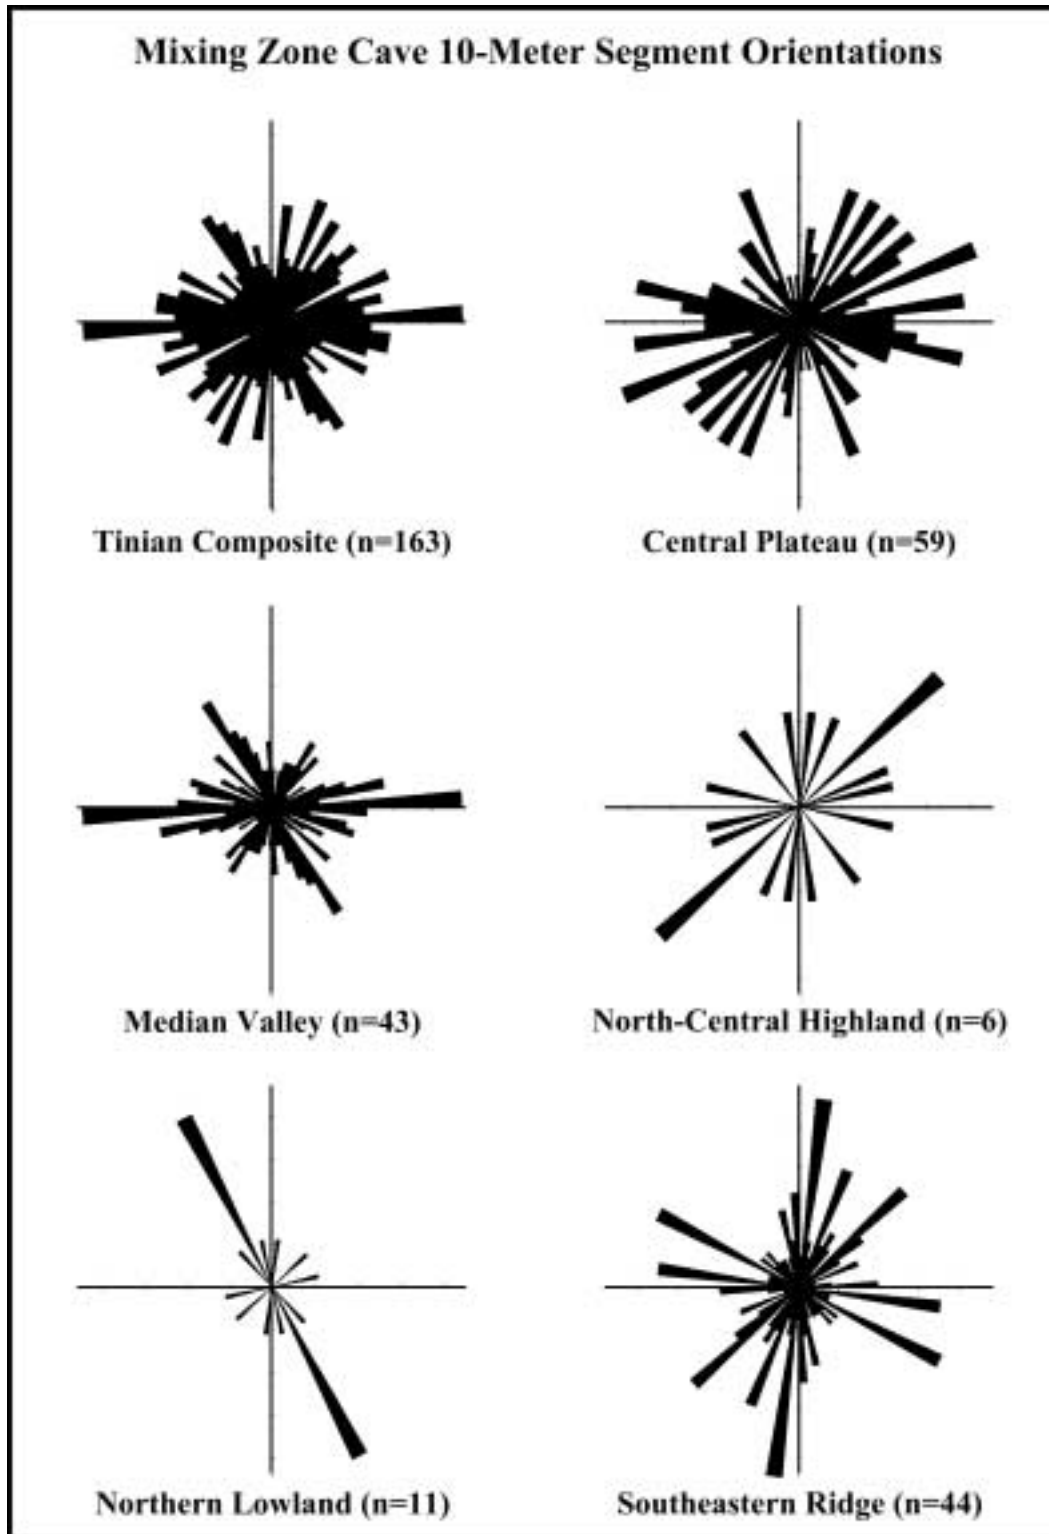 Mixing Zone Cave 10-Meter Segment Orientations
Tinian Composite (n=163)
Central Plateau (n=59)
Median Valley (n=43)
North-Central Highland (n=6)
Northern Lowland (n=11)
Southeastern Ridge (n=44)